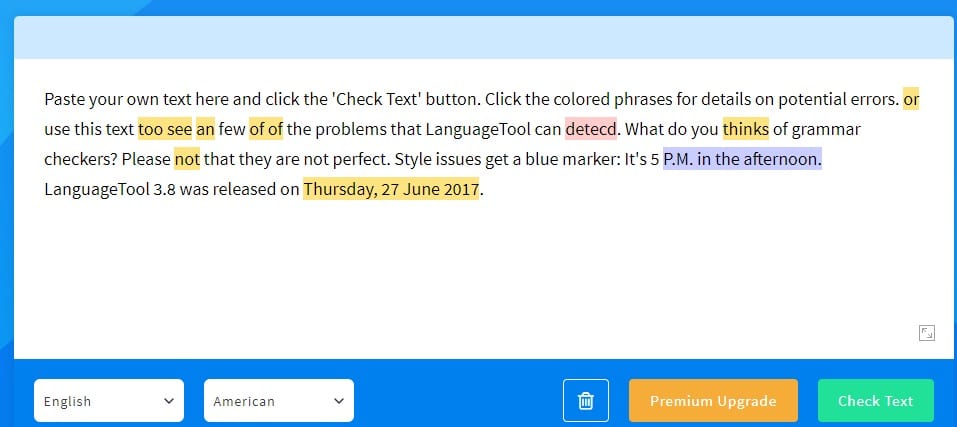 Paste your own text here and click the 'Check Text' button. Click the colored phrases for details on potential errors. or
use this text too see an few of of the problems that LanguageTool can detecd. What do you thinks of grammar
checkers? Please not that they are not perfect. Style issues get a blue marker: It's 5 P.M. in the afternoon.
LanguageTool 3.8 was released on Thursday, 27 June 2017.
English American Premium Upgrade Check Text